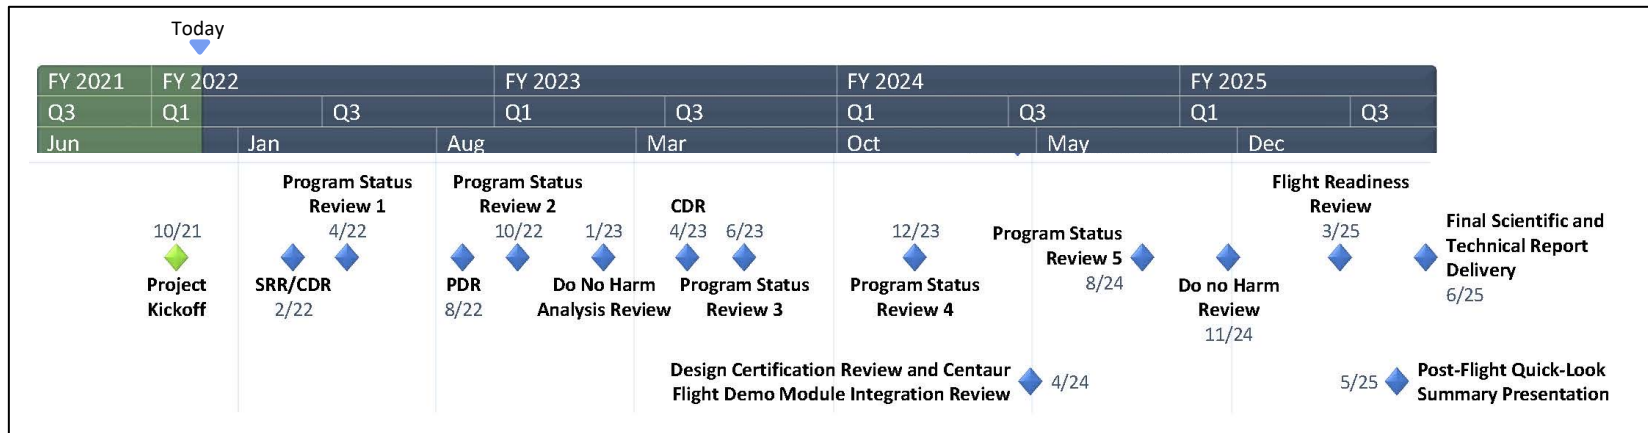 Today
FY 2021 FY 2022 FY 2023 FY 2024 FY 2025
Q3 Q1 Q3 Q1 Q3 Q1 Q3 Q1 Q3
Jun Jan Aug Mar Oct May Dec
Project
Kickoff
10/21
SRR/CDR
2/22
Program Status
Review 1
4/22
PDR
8/22
Program Status
Review 2
10/22
1/23
Do No Harm
Analysis Review
CDR
4/23
6/23
Program Status
Review 3
12/23
Program Status
Review 4
Design Certification Review and Centaur
Flight Demo Module Integration Review
4/24
Program Status
Review 5
8/24
Do no Harm
Review
11/24
Flight Readiness
Review
3/25
5/25
Post-Flight Quick-Look
Summary Presentation
Final Scientific and
Technical Report
Delivery
6/25